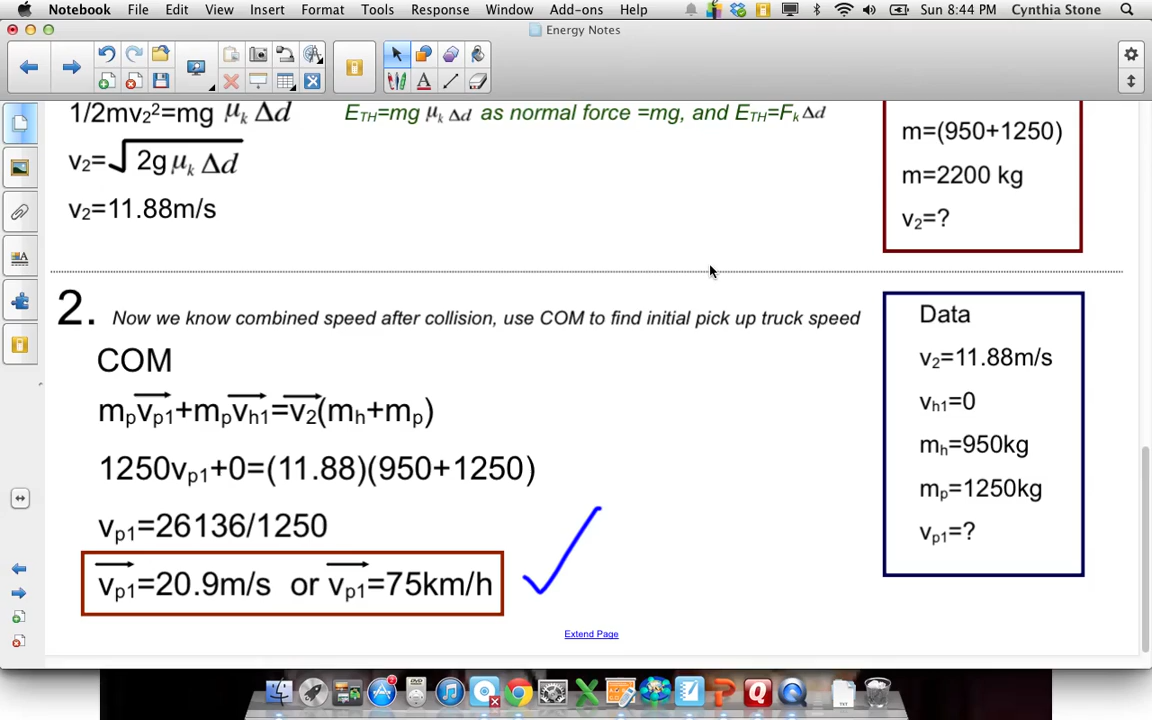 Notebook File Edit View Insert Format Tools Response Window Add-ons Help Sun 8:44 PM Cynthia Stone
Energy Notes
1/2mv₂²=mg μₖ Δd
E_TH=mg μₖ Δd as normal force =mg, and E_TH=Fₖ Δd
v₂=√2g μₖ Δd
v₂=11.88m/s
m=(950+1250)
m=2200 kg
v₂=?
2. Now we know combined speed after collision, use COM to find initial pick up truck speed
COM
mₚv⃗ₚ₁+mₚv⃗ₕ₁=v⃗₂(mₕ+mₚ)
1250vₚ₁+0=(11.88)(950+1250)
vₚ₁=26136/1250
v⃗ₚ₁=20.9m/s or v⃗ₚ₁=75km/h
Data
v₂=11.88m/s
vₕ₁=0
mₕ=950kg
mₚ=1250kg
vₚ₁=?
Extend Page